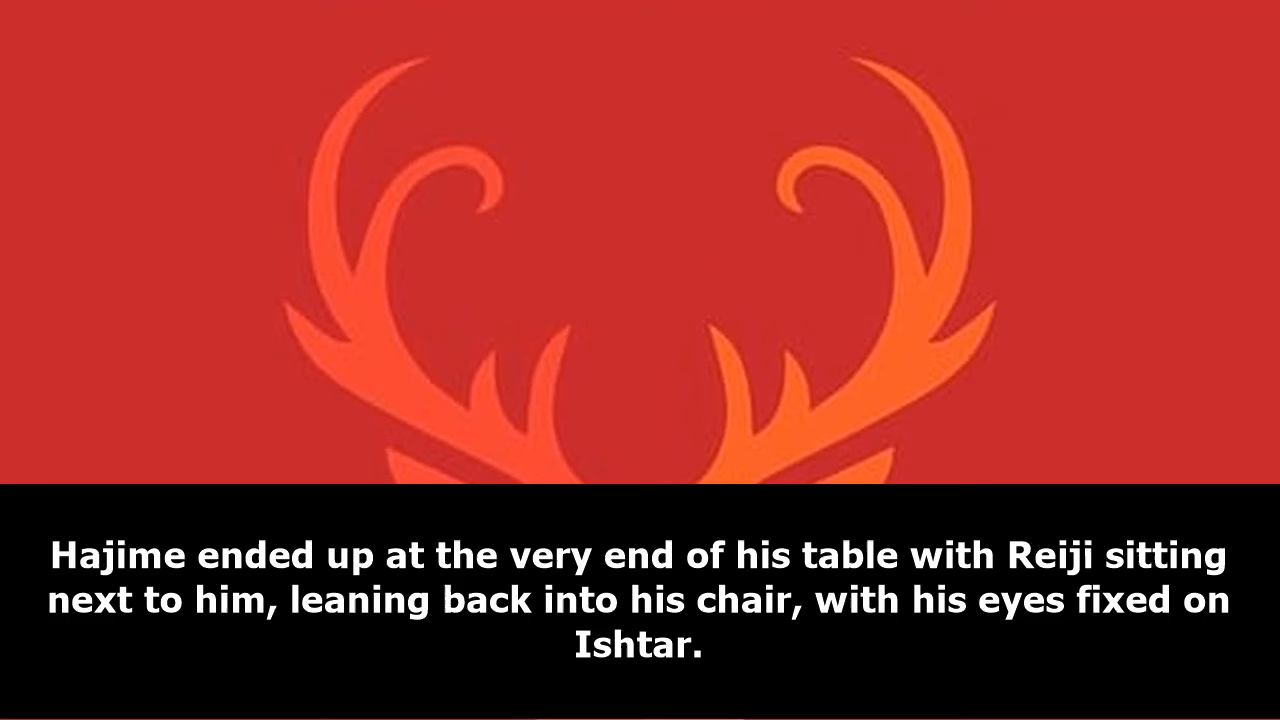 Hajime ended up at the very end of his table with Reiji sitting
next to him, leaning back into his chair, with his eyes fixed on
Ishtar.